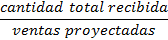 cantidad total recibida
ventas proyectadas